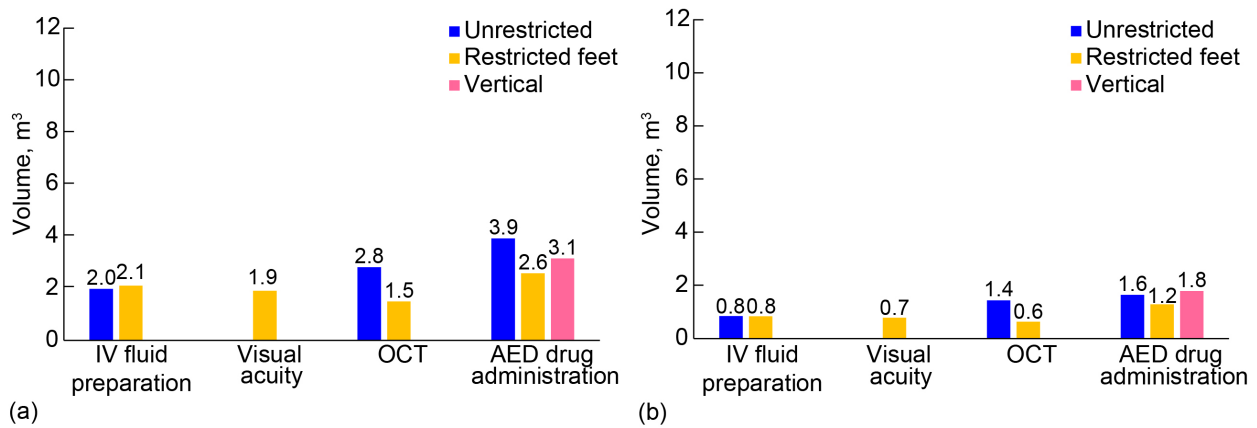 12
10
8
6
4
2
0
Volume, m³
Unrestricted
Restricted feet
Vertical
2.0
2.1
1.9
2.8
1.5
3.9
2.6
3.1
IV fluid
preparation
Visual
acuity
OCT
AED drug
administration
(a)
12
10
8
6
4
2
0
Volume, m³
Unrestricted
Restricted feet
Vertical
0.8
0.8
0.7
1.4
0.6
1.6
1.2
1.8
IV fluid
preparation
Visual
acuity
OCT
AED drug
administration
(b)